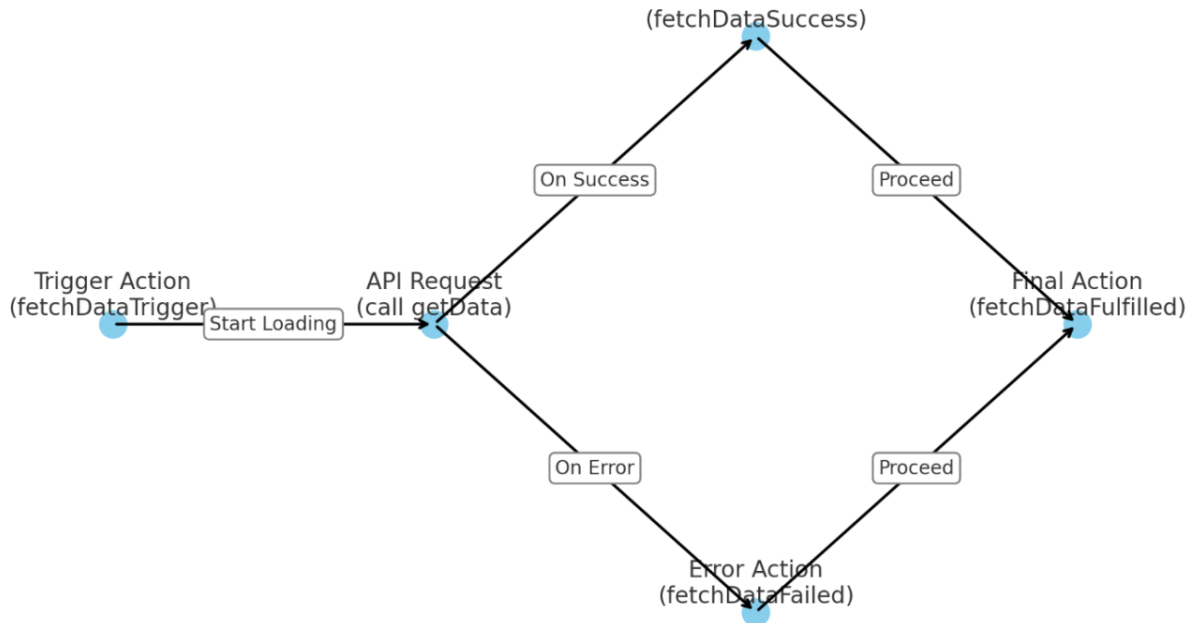 (fetchDataSuccess)
On Success
Proceed
Trigger Action
(fetchDataTrigger)
Start Loading
API Request
(call getData)
Final Action
(fetchDataFulfilled)
On Error
Proceed
Error Action
(fetchDataFailed)